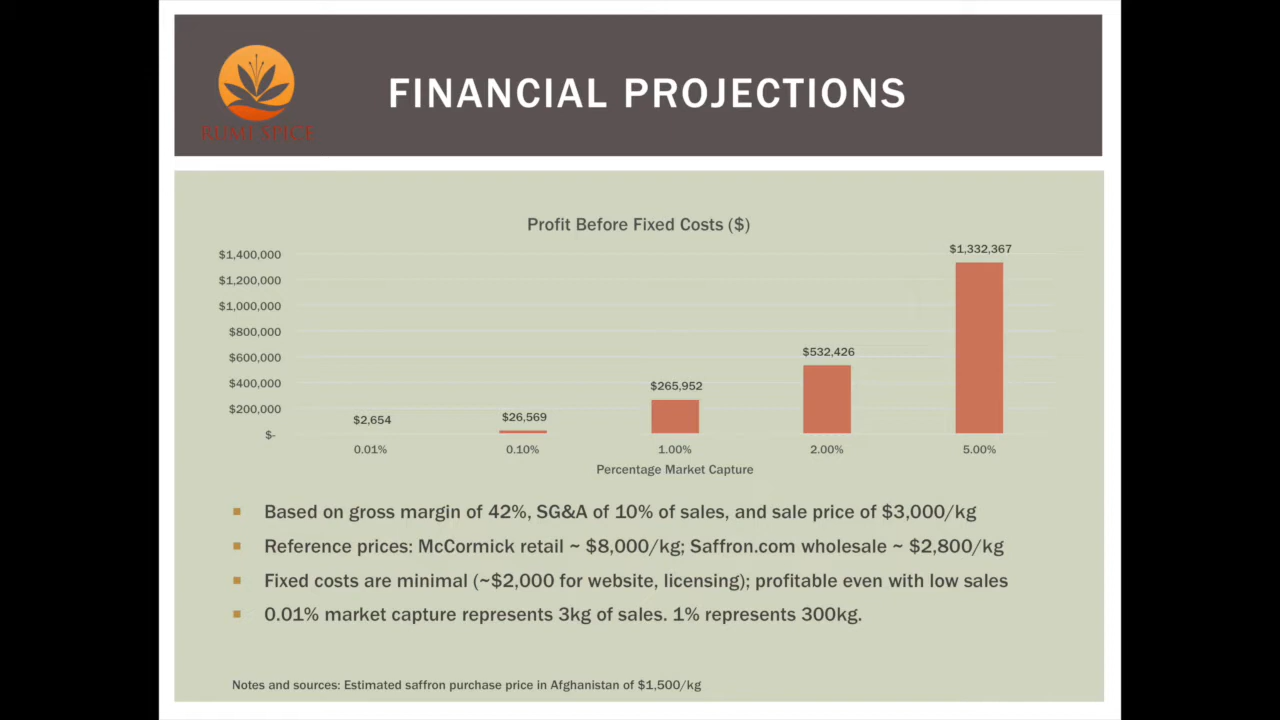 RUMI SPICE
FINANCIAL PROJECTIONS
Profit Before Fixed Costs ($)
$1,400,000
$1,200,000
$1,000,000
$800,000
$600,000
$400,000
$200,000
$-
$2,654
$26,569
$265,952
$532,426
$1,332,367
0.01%
0.10%
1.00%
2.00%
5.00%
Percentage Market Capture
Based on gross margin of 42%, SG&A of 10% of sales, and sale price of $3,000/kg
Reference prices: McCormick retail ~ $8,000/kg; Saffron.com wholesale ~ $2,800/kg
Fixed costs are minimal (~$2,000 for website, licensing); profitable even with low sales
0.01% market capture represents 3kg of sales. 1% represents 300kg.
Notes and sources: Estimated saffron purchase price in Afghanistan of $1,500/kg